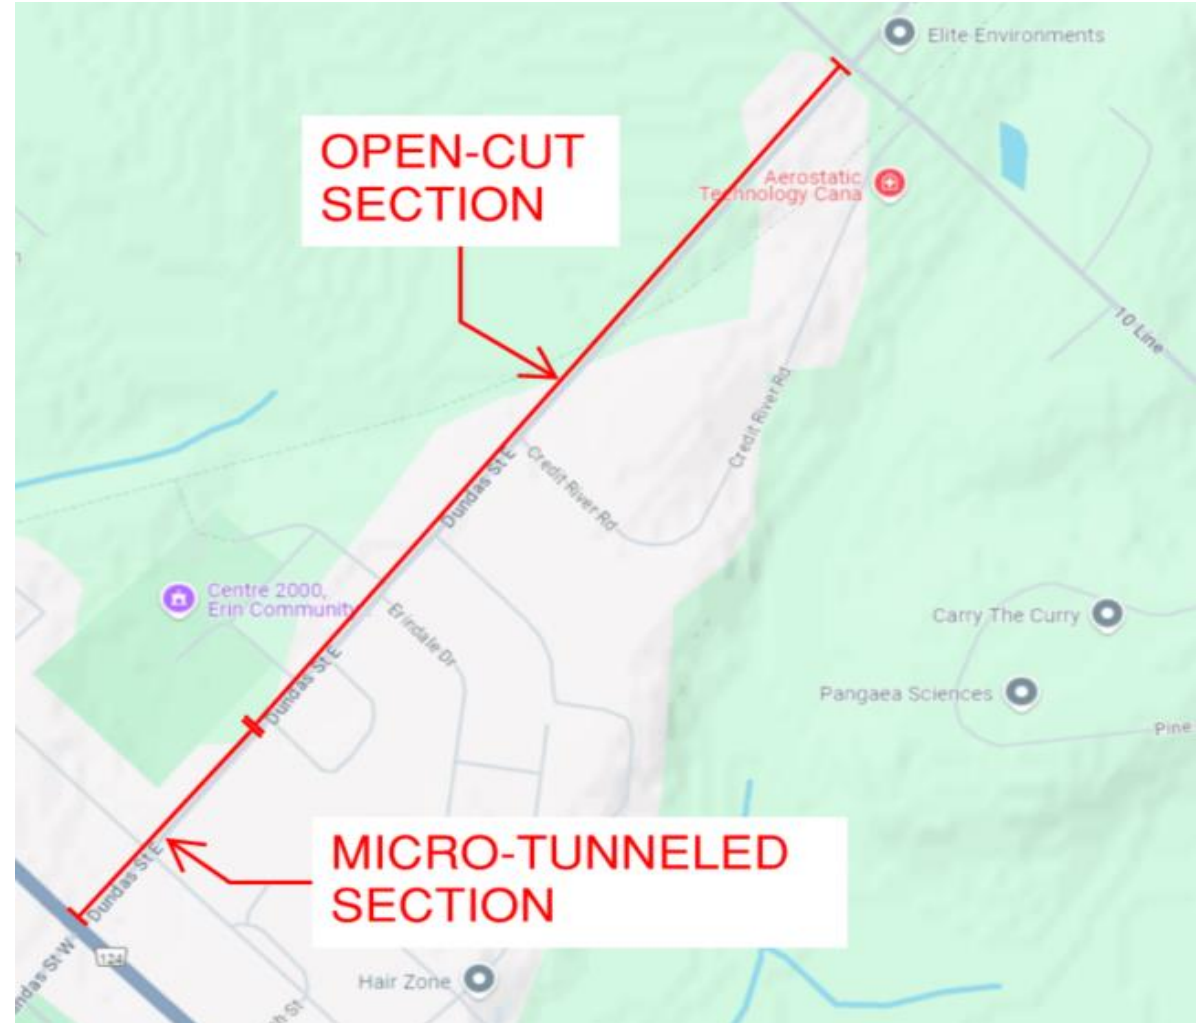 Elite Environments
OPEN-CUT
SECTION
Aerostatic
Technology Cana
10 Line
Credit River Rd
Dundas St E
Credit River Rd
Centre 2000,
Erin Community
Erindale Dr
Carry The Curry
Dundas St E
Pangaea Sciences
Pine
MICRO-TUNNELED
SECTION
Dundas St E
ndas St W
124
Hair Zone
h St